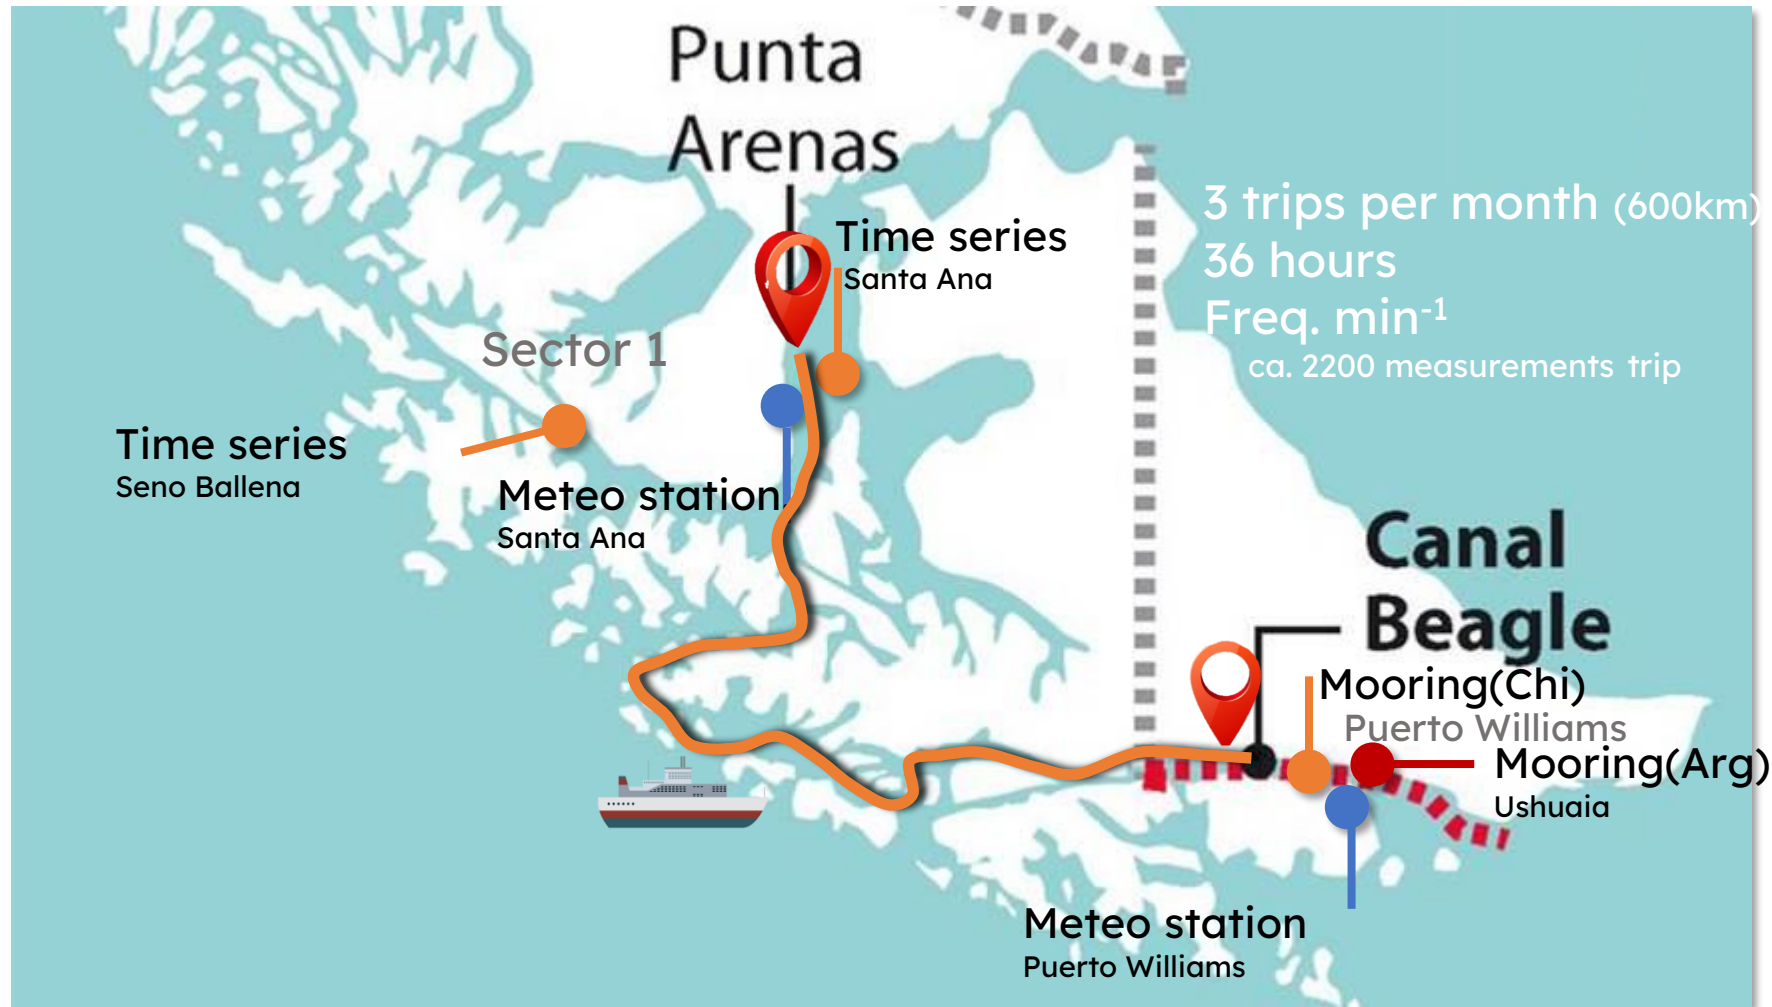 Punta
Arenas
Time series
Santa Ana
3 trips per month (600km)
36 hours
Freq. min⁻¹
ca. 2200 measurements trip
Sector 1
Time series
Seno Ballena
Meteo station
Santa Ana
Canal
Beagle
Mooring(Chi)
Puerto Williams
Mooring(Arg)
Ushuaia
Meteo station
Puerto Williams